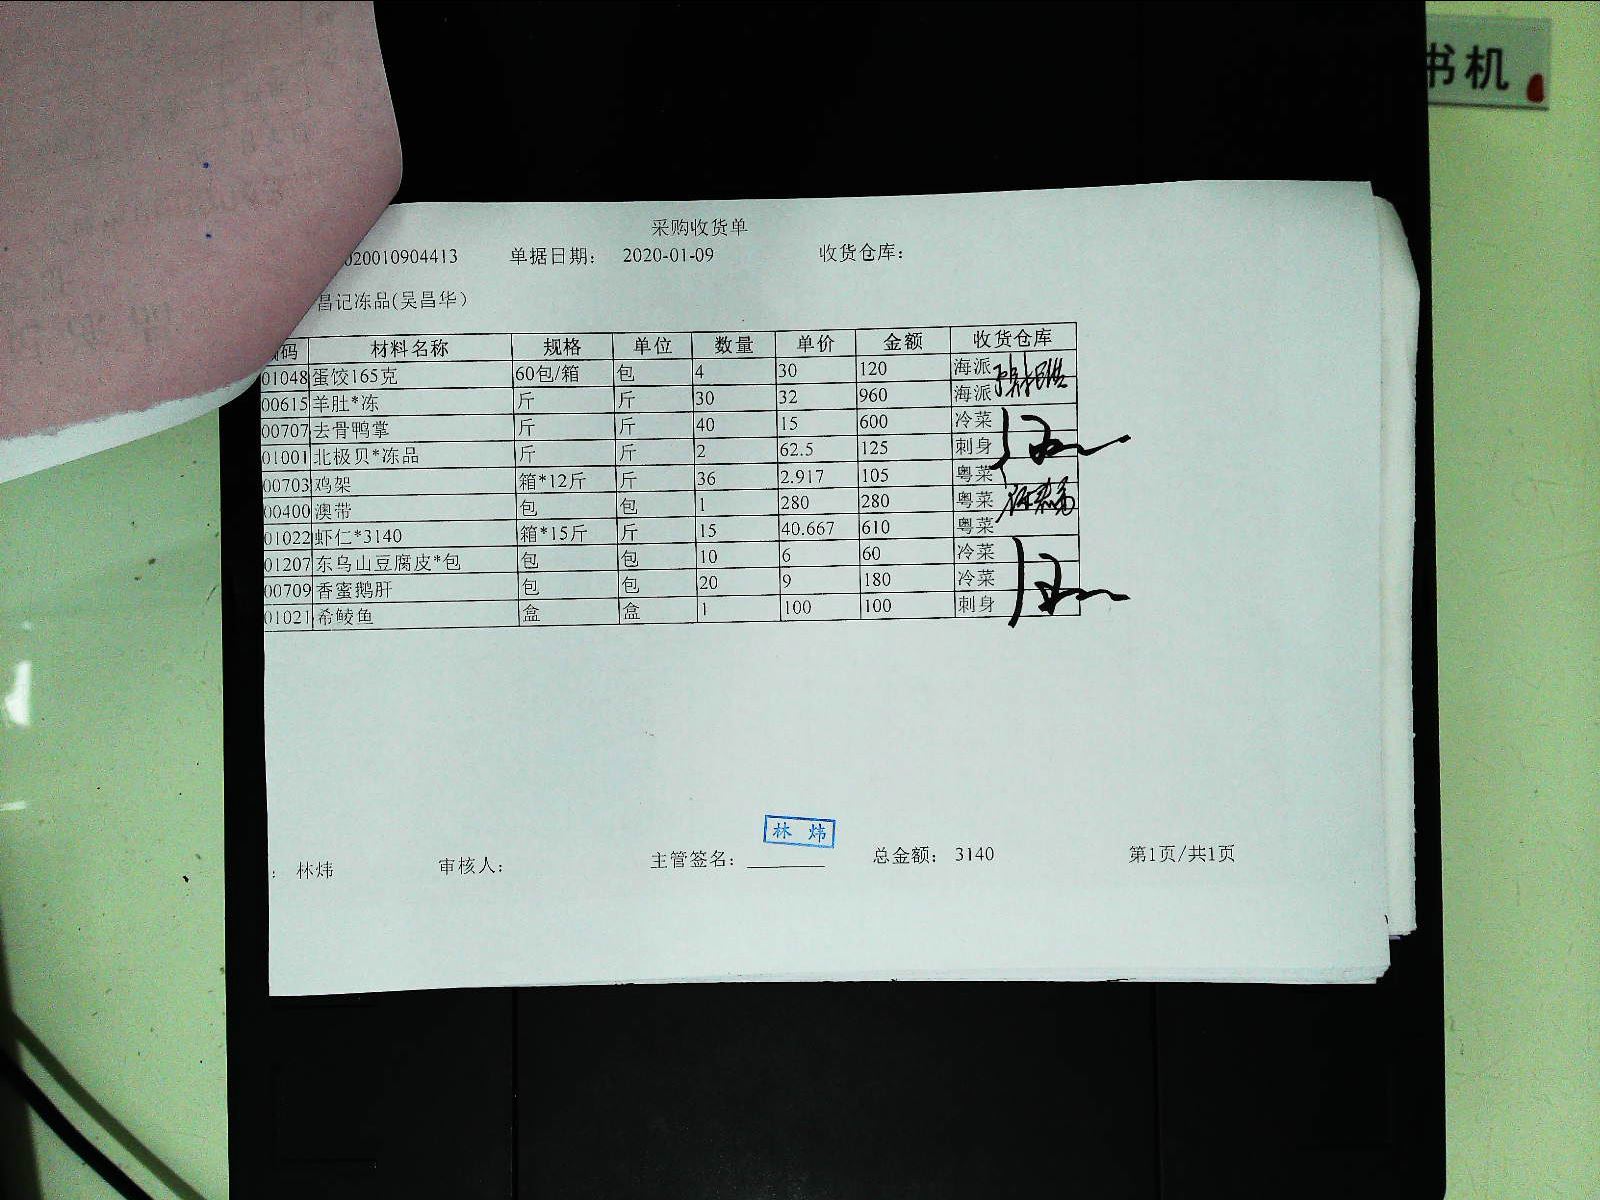 书机
采购收货单
020010904413 单据日期: 2020-01-09 收货仓库:
昌记冻品(吴昌华)
码 材料名称 规格 单位 数量 单价 金额 收货仓库
01048 蛋饺165克 60包/箱 包 4 30 120 海派
00615 羊肚*冻 斤 斤 30 32 960 海派
00707 去骨鸭掌 斤 斤 40 15 600 冷菜
01001 北极贝*冻品 斤 斤 2 62.5 125 刺身
00703 鸡架 箱*12斤 斤 36 2.917 105 粤菜
00400 澳带 包 包 1 280 280 粤菜
01022 虾仁*3140 箱*15斤 斤 15 40.667 610 粤菜
01207 东乌山豆腐皮*包 包 包 10 6 60 冷菜
00709 香蜜鹅肝 包 包 20 9 180 冷菜
01021 希鲮鱼 盒 盒 1 100 100 刺身
林炜
: 林炜 审核人: 主管签名: 总金额: 3140 第1页/共1页